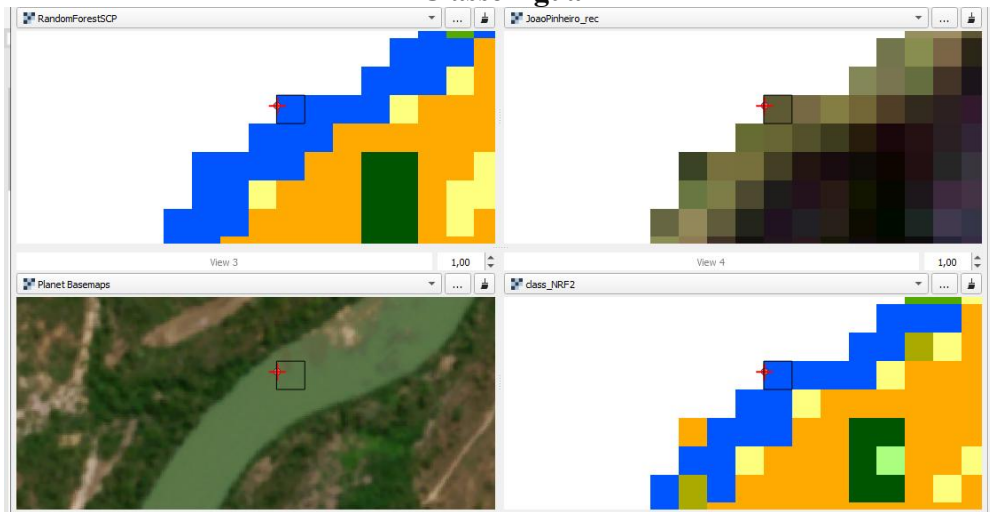 RandomForestSCP
...
JoaoPinheiro_rec
...
View 3
1,00
View 4
1,00
Planet Basemaps
...
class_NRF2
...